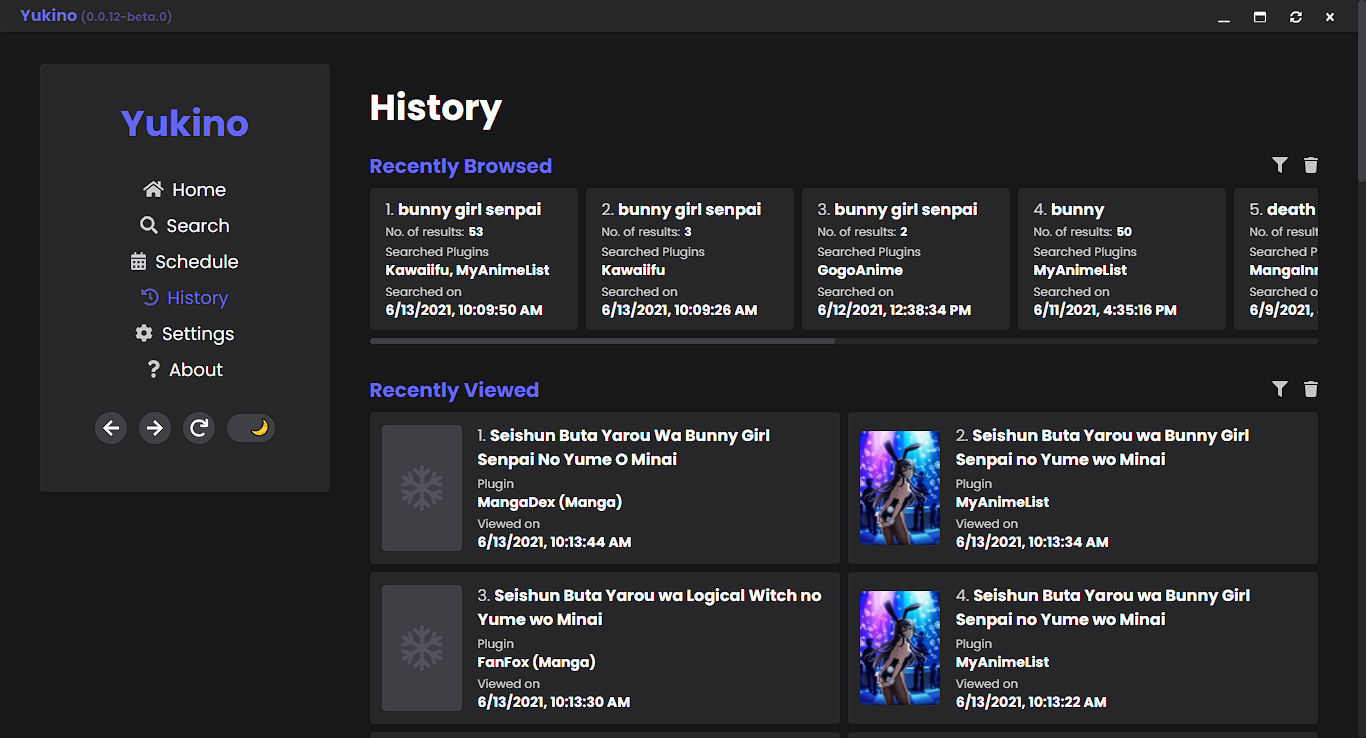 Yukino (0.0.12-beta.0)
Yukino
Home
Search
Schedule
History
Settings
About
History
Recently Browsed
1. bunny girl senpai
No. of results: 53
Searched Plugins
Kawaiifu, MyAnimeList
Searched on
6/13/2021, 10:09:50 AM
2. bunny girl senpai
No. of results: 3
Searched Plugins
Kawaiifu
Searched on
6/13/2021, 10:09:26 AM
3. bunny girl senpai
No. of results: 2
Searched Plugins
GogoAnime
Searched on
6/12/2021, 12:38:34 PM
4. bunny
No. of results: 50
Searched Plugins
MyAnimeList
Searched on
6/11/2021, 4:35:16 PM
5. death
No. of result
Searched P
MangaInn
Searched o
6/9/2021,
Recently Viewed
1. Seishun Buta Yarou Wa Bunny Girl
Senpai No Yume O Minai
Plugin
MangaDex (Manga)
Viewed on
6/13/2021, 10:13:44 AM
2. Seishun Buta Yarou wa Bunny Girl
Senpai no Yume wo Minai
Plugin
MyAnimeList
Viewed on
6/13/2021, 10:13:34 AM
3. Seishun Buta Yarou wa Logical Witch no
Yume wo Minai
Plugin
FanFox (Manga)
Viewed on
6/13/2021, 10:13:30 AM
4. Seishun Buta Yarou wa Bunny Girl
Senpai no Yume wo Minai
Plugin
MyAnimeList
Viewed on
6/13/2021, 10:13:22 AM